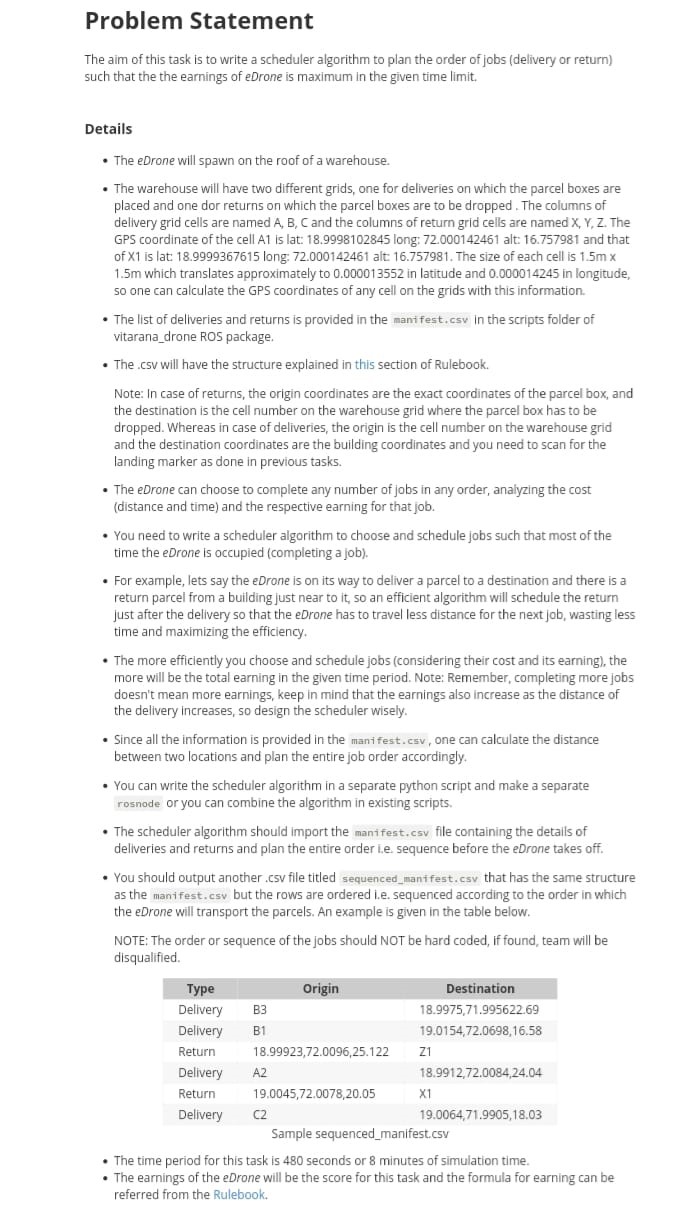 Problem Statement
The aim of this task is to write a scheduler algorithm to plan the order of jobs (delivery or return)
such that the the earnings of eDrone is maximum in the given time limit.
Details
• The eDrone will spawn on the roof of a warehouse.
• The warehouse will have two different grids, one for deliveries on which the parcel boxes are
placed and one dor returns on which the parcel boxes are to be dropped . The columns of
delivery grid cells are named A, B, C and the columns of return grid cells are named X, Y, Z. The
GPS coordinate of the cell A1 is lat: 18.9998102845 long: 72.000142461 alt: 16.757981 and that
of X1 is lat: 18.9999367615 long: 72.000142461 alt: 16.757981. The size of each cell is 1.5m x
1.5m which translates approximately to 0.000013552 in latitude and 0.000014245 in longitude,
so one can calculate the GPS coordinates of any cell on the grids with this information.
• The list of deliveries and returns is provided in the manifest.csv in the scripts folder of
vitarana_drone ROS package.
• The .csv will have the structure explained in this section of Rulebook.
Note: In case of returns, the origin coordinates are the exact coordinates of the parcel box, and
the destination is the cell number on the warehouse grid where the parcel box has to be
dropped. Whereas in case of deliveries, the origin is the cell number on the warehouse grid
and the destination coordinates are the building coordinates and you need to scan for the
landing marker as done in previous tasks.
• The eDrone can choose to complete any number of jobs in any order, analyzing the cost
(distance and time) and the respective earning for that job.
• You need to write a scheduler algorithm to choose and schedule jobs such that most of the
time the eDrone is occupied (completing a job).
• For example, lets say the eDrone is on its way to deliver a parcel to a destination and there is a
return parcel from a building just near to it, so an efficient algorithm will schedule the return
just after the delivery so that the eDrone has to travel less distance for the next job, wasting less
time and maximizing the efficiency.
• The more efficiently you choose and schedule jobs (considering their cost and its earning), the
more will be the total earning in the given time period. Note: Remember, completing more jobs
doesn't mean more earnings, keep in mind that the earnings also increase as the distance of
the delivery increases, so design the scheduler wisely.
• Since all the information is provided in the manifest.csv, one can calculate the distance
between two locations and plan the entire job order accordingly.
• You can write the scheduler algorithm in a separate python script and make a separate
rosnode or you can combine the algorithm in existing scripts.
• The scheduler algorithm should import the manifest.csv file containing the details of
deliveries and returns and plan the entire order i.e. sequence before the eDrone takes off.
• You should output another .csv file titled sequenced_manifest.csv that has the same structure
as the manifest.csv but the rows are ordered i.e. sequenced according to the order in which
the eDrone will transport the parcels. An example is given in the table below.
NOTE: The order or sequence of the jobs should NOT be hard coded, if found, team will be
disqualified.
Type Origin Destination
Delivery B3 18.9975,71.995622.69
Delivery B1 19.0154,72.0698,16.58
Return 18.99923,72.0096,25.122 Z1
Delivery A2 18.9912,72.0084,24.04
Return 19.0045,72.0078,20.05 X1
Delivery C2 19.0064,71.9905,18.03
Sample sequenced_manifest.csv
• The time period for this task is 480 seconds or 8 minutes of simulation time.
• The earnings of the eDrone will be the score for this task and the formula for earning can be
referred from the Rulebook.